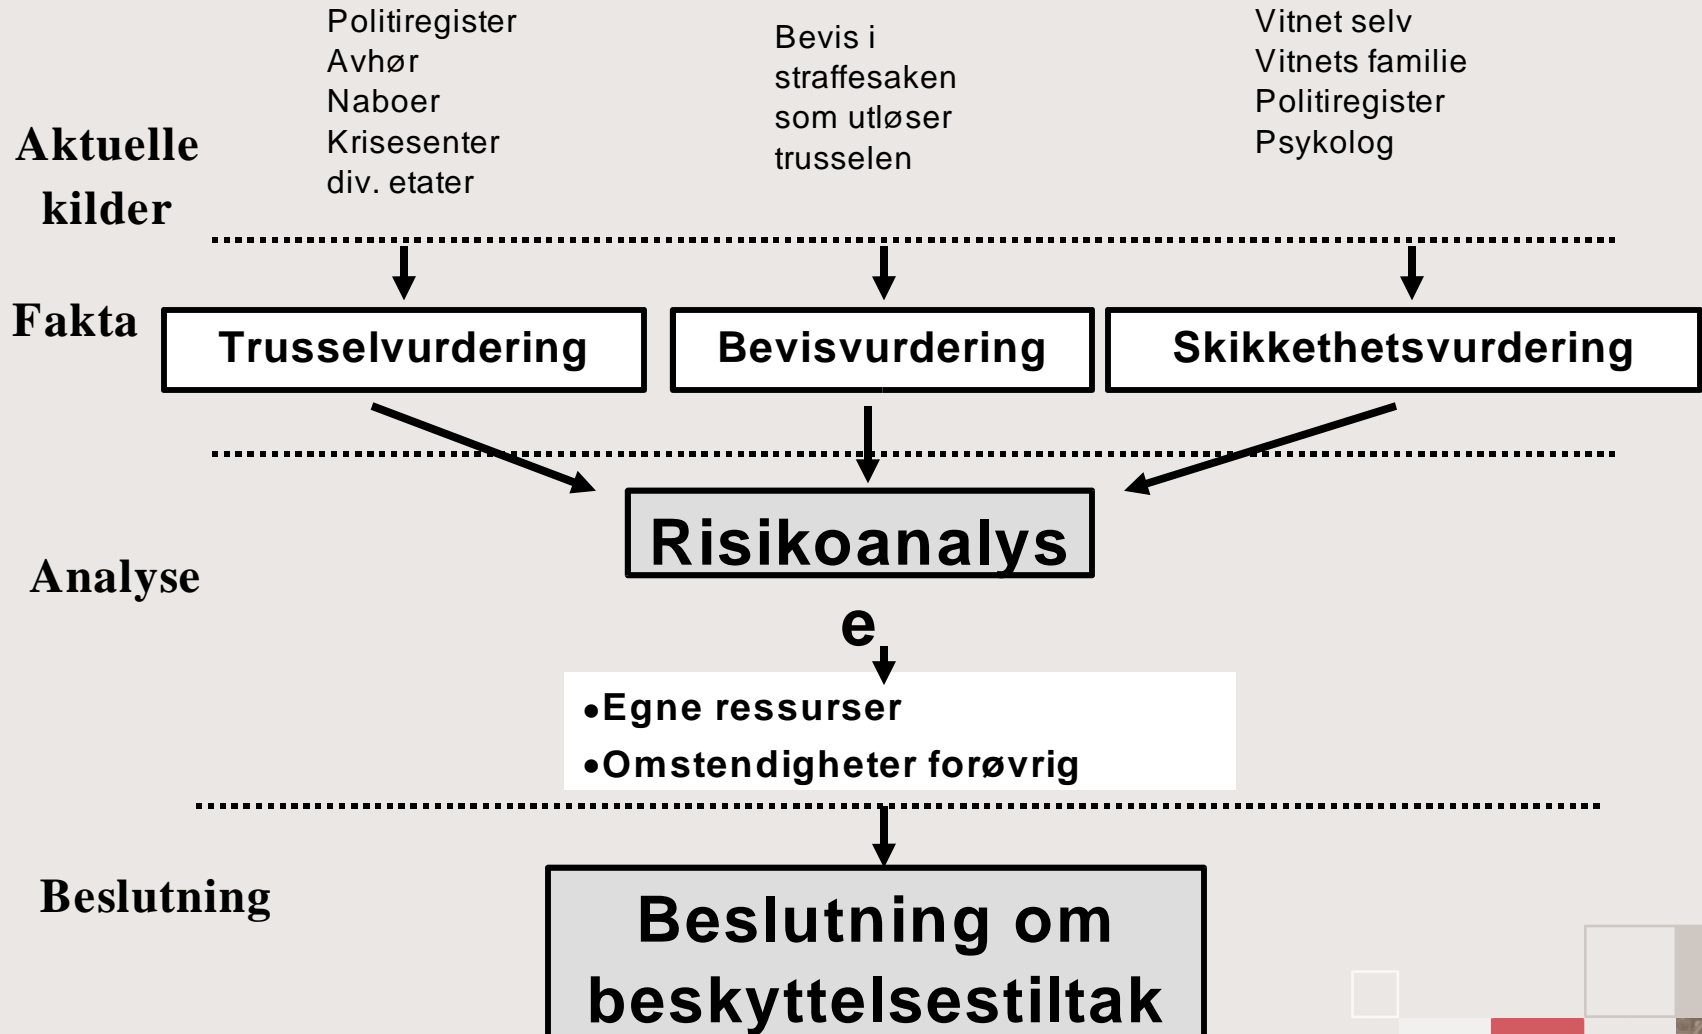 Politiregister
Avhør
Naboer
Krisesenter
div. etater
Bevis i
straffesaken
som utløser
trusselen
Vitnet selv
Vitnets familie
Politiregister
Psykolog
Aktuelle
kilder
Fakta
Trusselvurdering
Bevisvurdering
Skikkethetsvurdering
Analyse
Risikoanalys
e
•Egne ressurser
•Omstendigheter forøvrig
Beslutning
Beslutning om
beskyttelsestiltak